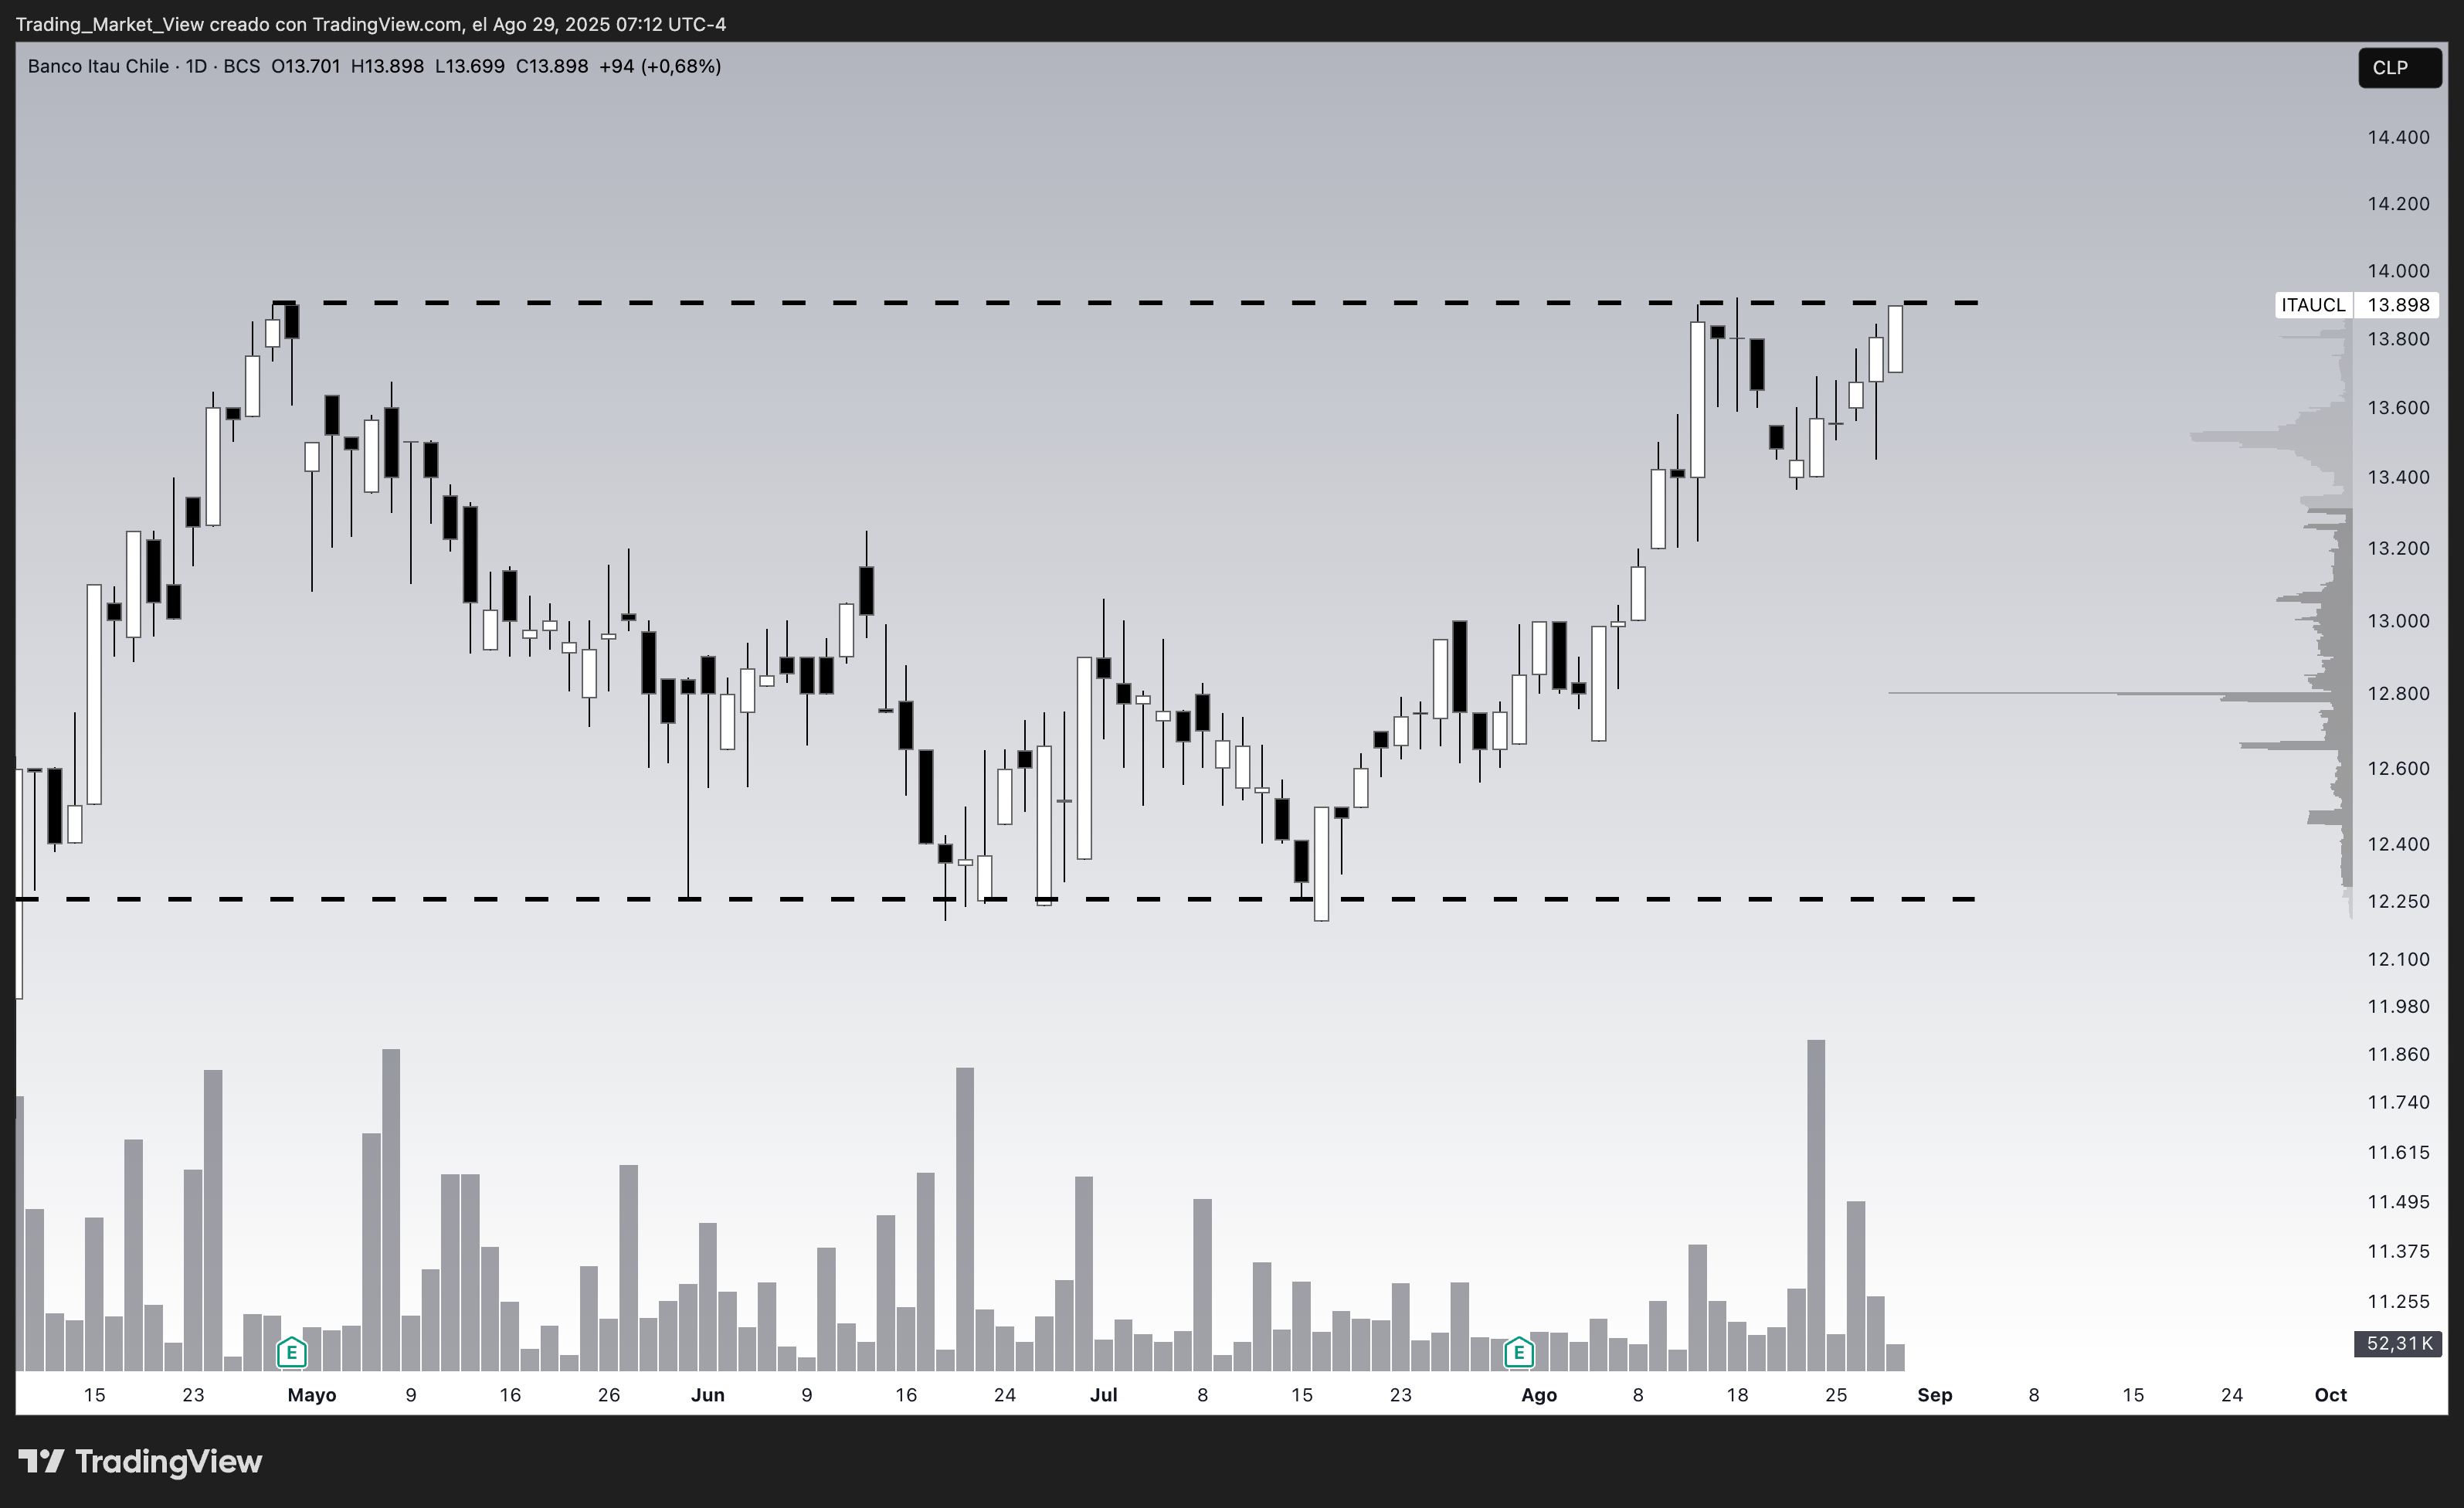 Trading_Market_View creado con TradingView.com, el Ago 29, 2025 07:12 UTC-4
Banco Itau Chile · 1D · BCS O13.701 H13.898 L13.699 C13.898 +94 (+0,68%)
CLP
14.400
14.200
14.000
ITAUCL 13.898
13.800
13.600
13.400
13.200
13.000
12.800
12.600
12.400
12.250
12.100
11.980
11.860
11.740
11.615
11.495
11.375
11.255
52,31 K
E E
15 23 Mayo 9 16 26 Jun 9 16 24 Jul 8 15 23 Ago 8 18 25 Sep 8 15 24 Oct
TradingView